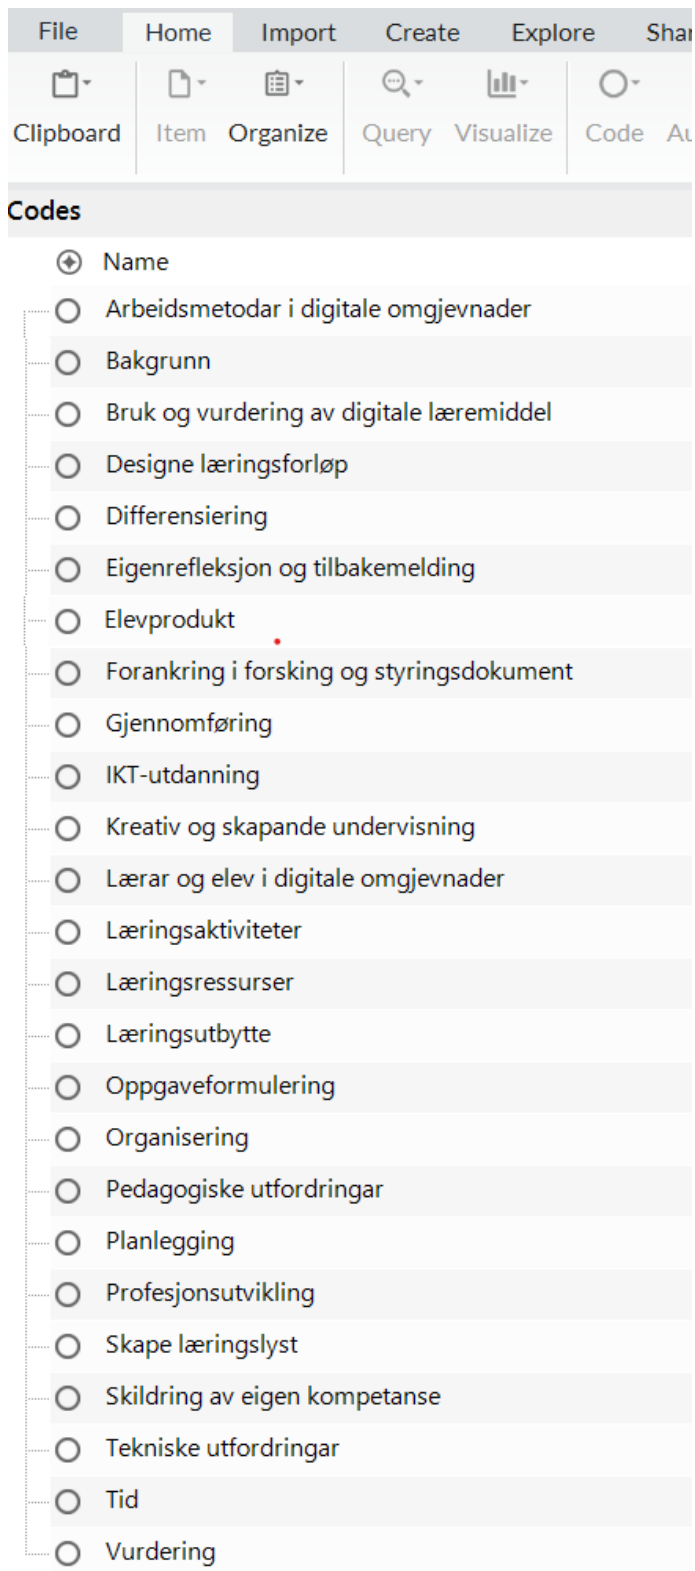 File Home Import Create Explore Shar
Clipboard Item Organize Query Visualize Code Au
Codes
Name
Arbeidsmetodar i digitale omgjevnader
Bakgrunn
Bruk og vurdering av digitale læremiddel
Designe læringsforløp
Differensiering
Eigenrefleksjon og tilbakemelding
Elevprodukt
Forankring i forsking og styringsdokument
Gjennomføring
IKT-utdanning
Kreativ og skapande undervisning
Lærar og elev i digitale omgjevnader
Læringsaktiviteter
Læringsressurser
Læringsutbytte
Oppgaveformulering
Organisering
Pedagogiske utfordringar
Planlegging
Profesjonsutvikling
Skape læringslyst
Skildring av eigen kompetanse
Tekniske utfordringar
Tid
Vurdering